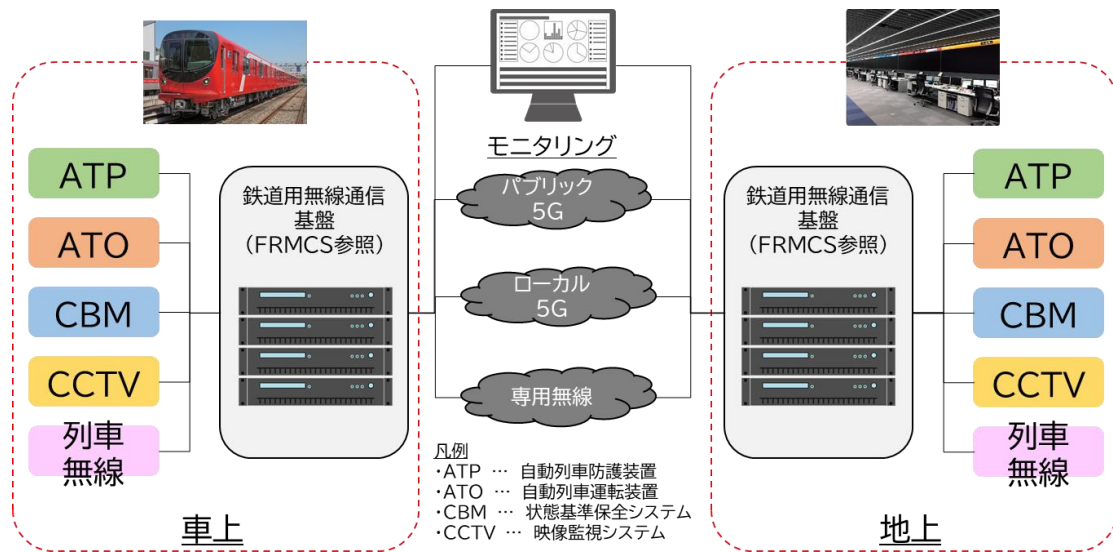 モニタリング
ATP
ATO
CBM
CCTV
列車
無線
鉄道用無線通信
基盤
(FRMCS参照)
車上
パブリック
5G
ローカル
5G
専用無線
凡例
・ATP … 自動列車防護装置
・ATO … 自動列車運転装置
・CBM … 状態基準保全システム
・CCTV … 映像監視システム
鉄道用無線通信
基盤
(FRMCS参照)
ATP
ATO
CBM
CCTV
列車
無線
地上